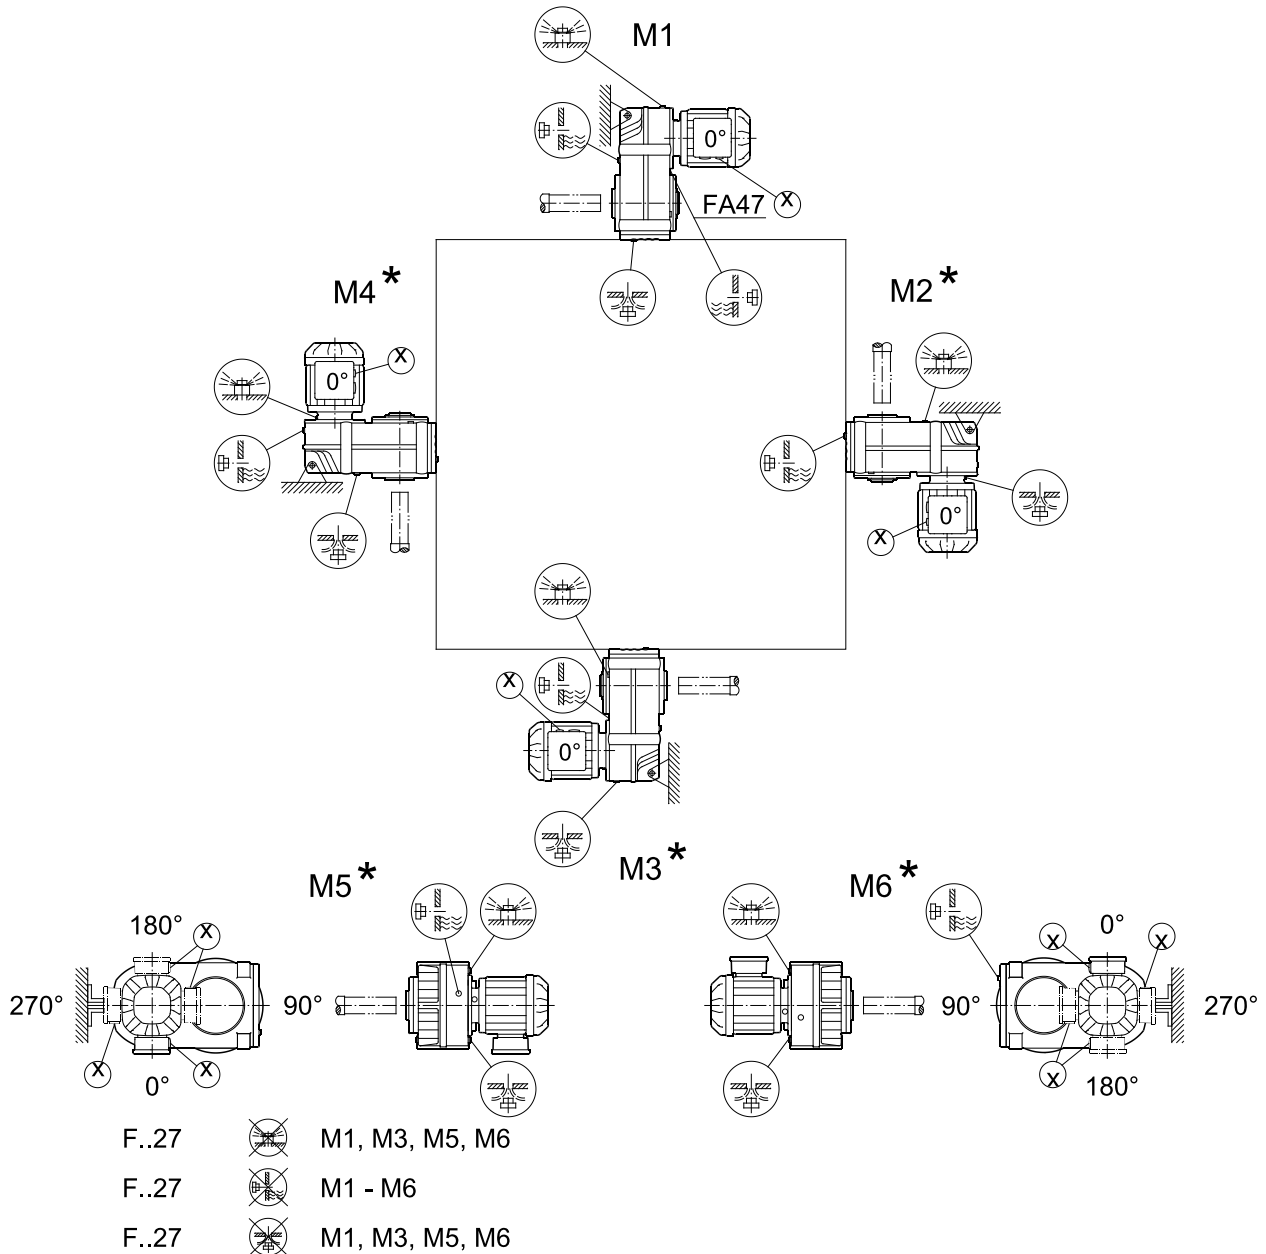 M1
0°
FA47 X
M4*
M2*
X
0°
0°
X
X
0°
M3*
M5*
M6*
180° X
0°
X X
270°
90°
90°
270°
X X
0°
X
180°
F..27 M1, M3, M5, M6
F..27 M1 - M6
F..27 M1, M3, M5, M6